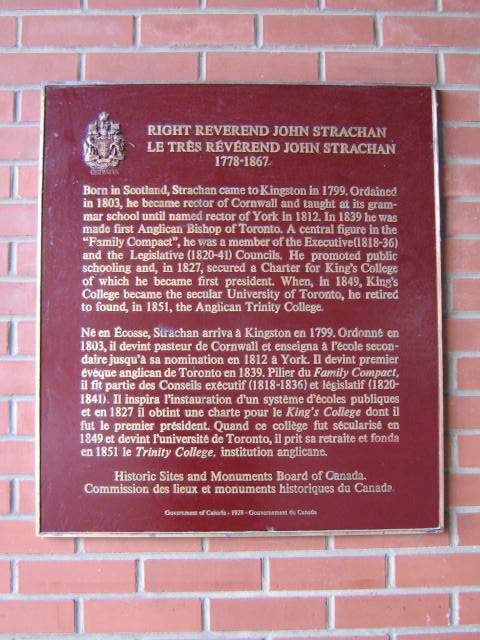 CANADA
RIGHT REVEREND JOHN STRACHAN
LE TRÈS RÉVÉREND JOHN STRACHAN
1778-1867
Born in Scotland, Strachan came to Kingston in 1799. Ordained
in 1803, he became rector of Cornwall and taught at its gram-
mar school until named rector of York in 1812. In 1839 he was
made first Anglican Bishop of Toronto. A central figure in the
"Family Compact", he was a member of the Executive (1818-36)
and the Legislative (1820-41) Councils. He promoted public
schooling and, in 1827, secured a Charter for King's College
of which he became first president. When, in 1849, King's
College became the secular University of Toronto, he retired
to found, in 1851, the Anglican Trinity College.
Né en Écosse, Strachan arriva à Kingston en 1799. Ordonné en
1803, il devint pasteur de Cornwall et enseigna à l'école secon-
daire jusqu'à sa nomination en 1812 à York. Il devint premier
évêque anglican de Toronto en 1839. Pilier du Family Compact,
il fit partie des Conseils exécutif (1818-1836) et législatif (1820-
1841). Il inspira l'instauration d'un système d'écoles publiques
et en 1827 il obtint une charte pour le King's College dont il
fut le premier président. Quand ce collège fut sécularisé en
1849 et devint l'université de Toronto, il prit sa retraite et fonda
en 1851 le Trinity College, institution anglicane.
Historic Sites and Monuments Board of Canada.
Commission des lieux et monuments historiques du Canada.
Government of Canada - 1928 - Gouvernement du Canada